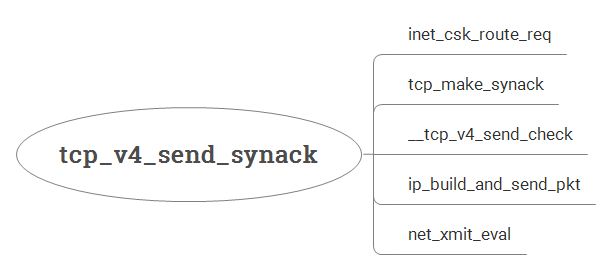 inet_csk_route_req
tcp_make_synack
tcp_v4_send_synack
__tcp_v4_send_check
ip_build_and_send_pkt
net_xmit_eval